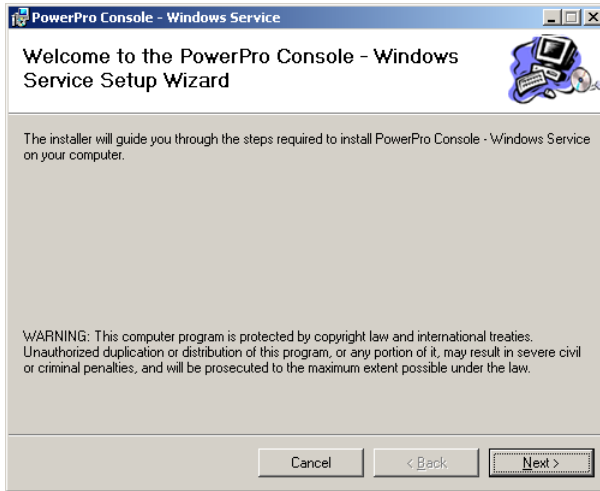 PowerPro Console - Windows Service
Welcome to the PowerPro Console - Windows
Service Setup Wizard
The installer will guide you through the steps required to install PowerPro Console - Windows Service
on your computer.
WARNING: This computer program is protected by copyright law and international treaties.
Unauthorized duplication or distribution of this program, or any portion of it, may result in severe civil
or criminal penalties, and will be prosecuted to the maximum extent possible under the law.
Cancel < Back Next >